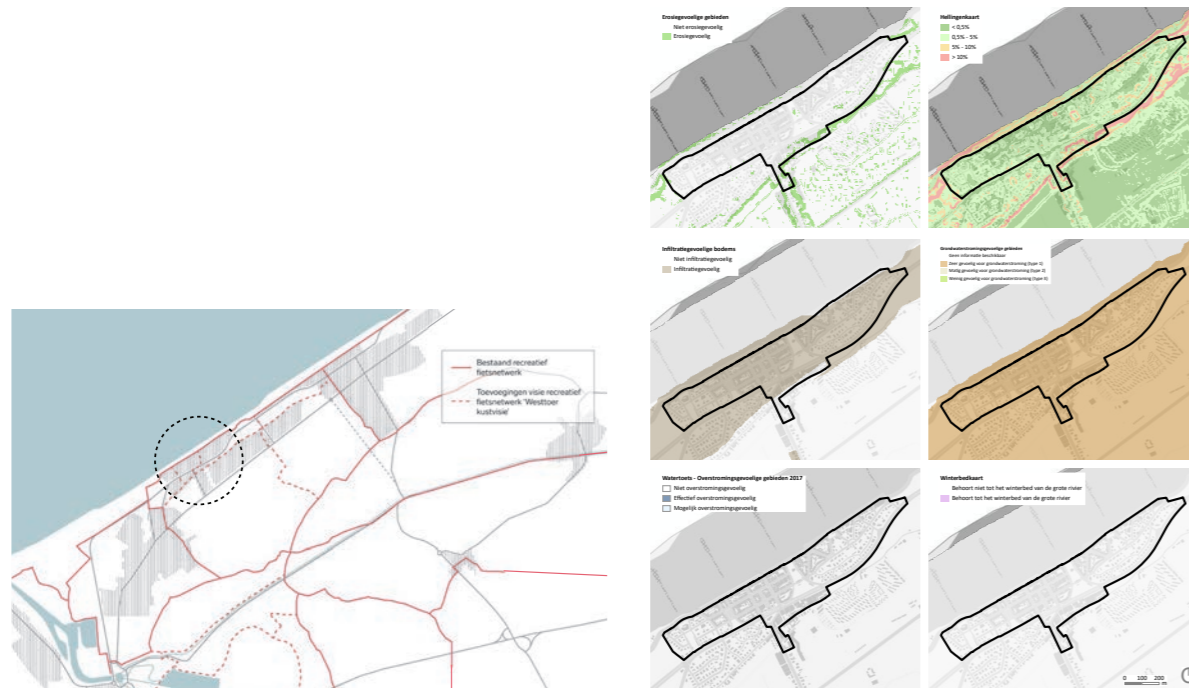 Erosiegevoelige gebieden
Niet erosiegevoelig
Erosiegevoelig
Hellingenkaart
< 0,5%
0,5% - 5%
5% - 10%
> 10%
Infiltratiegevoelige bodems
Niet infiltratiegevoelig
Infiltratiegevoelig
Grondwaterstromingsgevoelige gebieden
Geen informatie beschikbaar
Zeer gevoelig voor grondwaterstroming (type 1)
Matig gevoelig voor grondwaterstroming (type 2)
Weinig gevoelig voor grondwaterstroming (type 3)
Bestaand recreatief
fietsnetwerk
Toevoegingen visie recreatief
fietsnetwerk 'Westtoer
kustvisie'
Watertoets - Overstromingsgevoelige gebieden 2017
Niet overstromingsgevoelig
Effectief overstromingsgevoelig
Mogelijk overstromingsgevoelig
Winterbedkaart
Behoort niet tot het winterbed van de grote rivier
Behoort tot het winterbed van de grote rivier
0 100 200
m